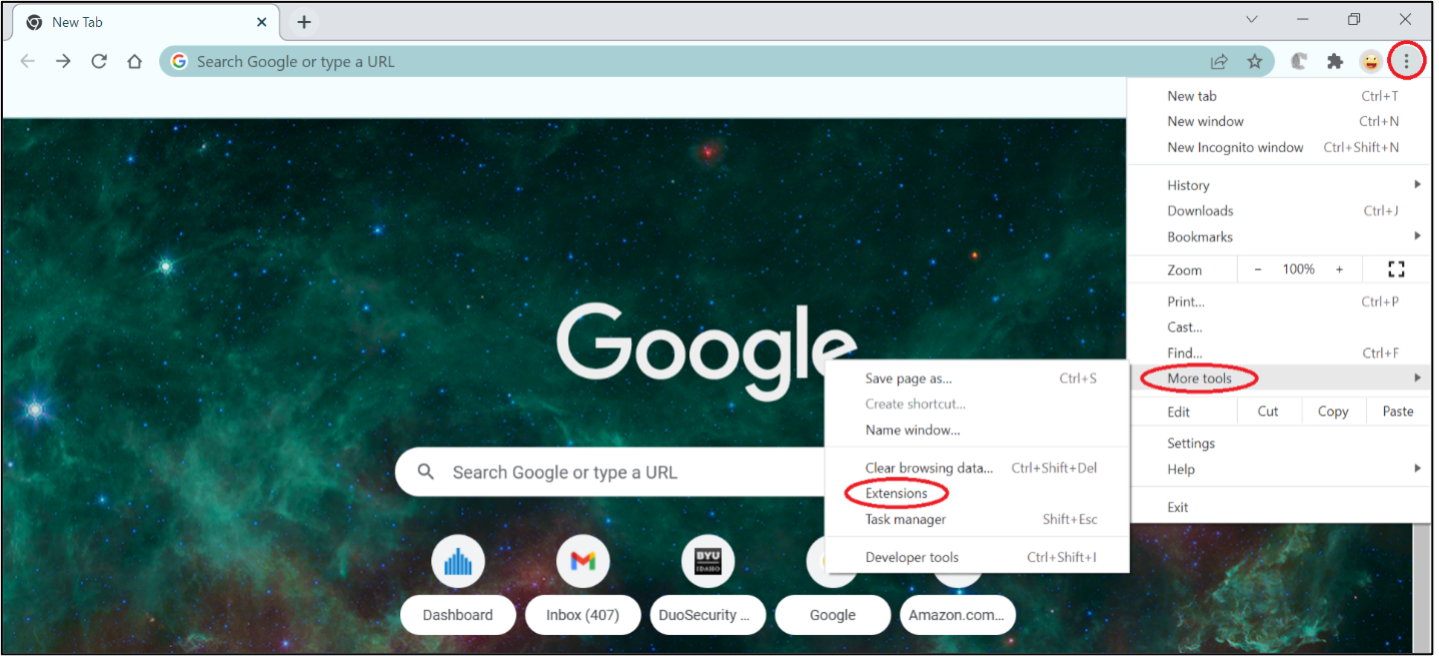 New Tab
Search Google or type a URL
New tab Ctrl+T
New window Ctrl+N
New Incognito window Ctrl+Shift+N
History
Downloads Ctrl+J
Bookmarks
Zoom - 100% +
Print... Ctrl+P
Cast...
Find... Ctrl+F
More tools
Edit Cut Copy Paste
Settings
Help
Exit
Google
Save page as... Ctrl+S
Create shortcut...
Name window...
Clear browsing data... Ctrl+Shift+Del
Extensions
Task manager Shift+Esc
Developer tools Ctrl+Shift+I
Search Google or type a URL
BYU
IDAHO
Dashboard
Inbox (407)
DuoSecurity ...
Google
Amazon.com...